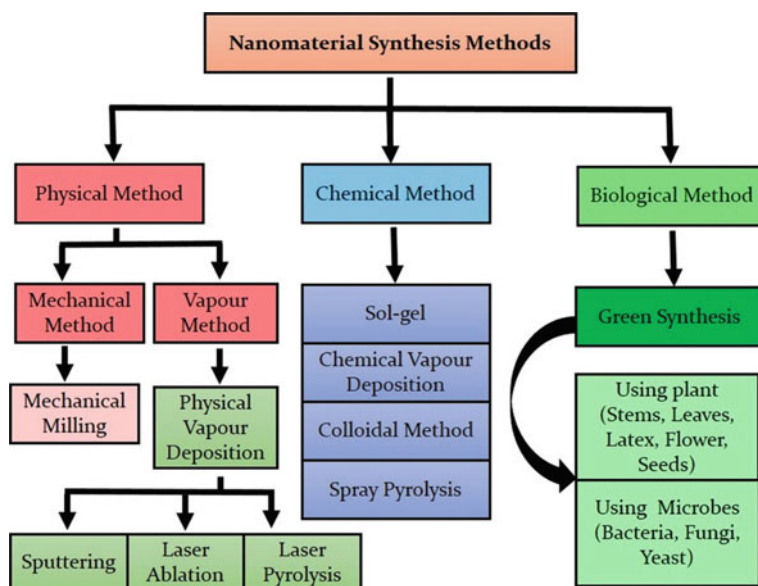 Nanomaterial Synthesis Methods
Physical Method
Chemical Method
Biological Method
Mechanical
Method
Vapour
Method
Mechanical
Milling
Physical
Vapour
Deposition
Sputtering
Laser
Ablation
Laser
Pyrolysis
Sol-gel
Chemical Vapour
Deposition
Colloidal Method
Spray Pyrolysis
Green Synthesis
Using plant
(Stems, Leaves,
Latex, Flower,
Seeds)
Using Microbes
(Bacteria, Fungi,
Yeast)